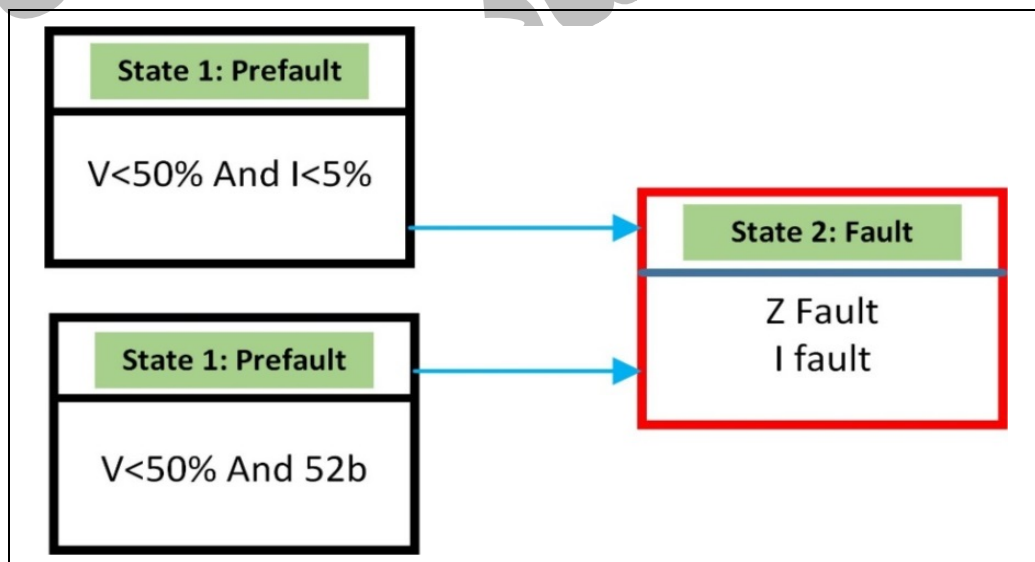 State 1: Prefault
V<50% And I<5%
State 2: Fault
Z Fault
I fault
State 1: Prefault
V<50% And 52b